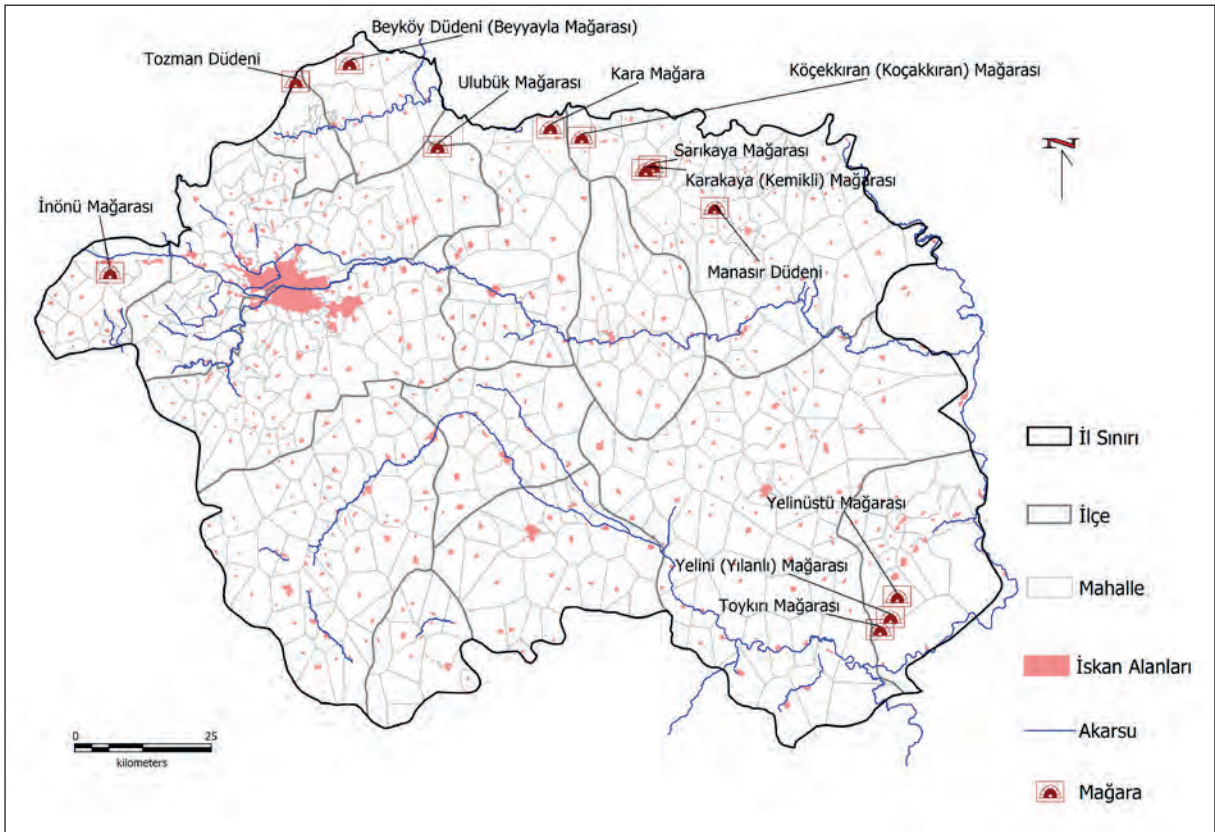 Beyköy Düdeni (Beyyayla Mağarası)
Tozman Düdeni
Ulubük Mağarası
Kara Mağara
Köçekkıran (Koçakkıran) Mağarası
Sarıkaya Mağarası
Karakaya (Kemikli) Mağarası
İnönü Mağarası
Manasır Düdeni
N
Yelinüstü Mağarası
Yelini (Yılanlı) Mağarası
Toykırı Mağarası
İl Sınırı
İlçe
Mahalle
İskan Alanları
Akarsu
Mağara
0 25
kilometers